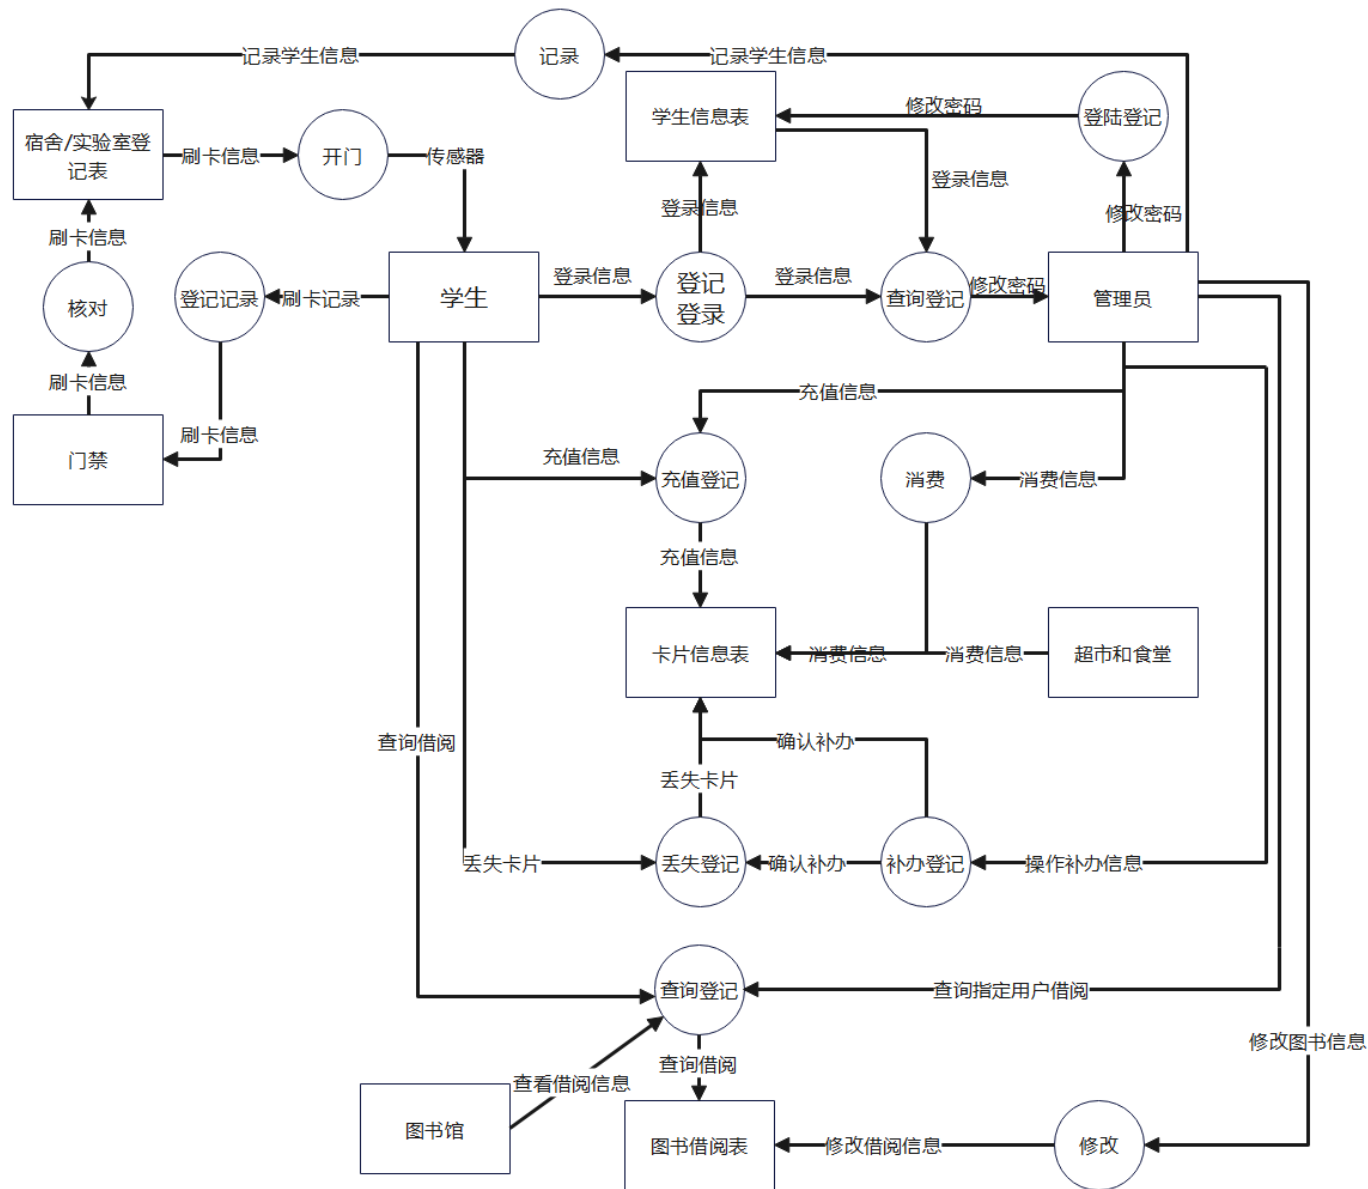 记录学生信息
记录
记录学生信息
学生信息表
修改密码
登陆登记
宿舍/实验室登
记表
刷卡信息
开门
传感器
登录信息
登录信息
修改密码
刷卡信息
核对
登记记录
刷卡记录
学生
登录信息
登记
登录
登录信息
查询登记
修改密码
管理员
刷卡信息
充值信息
刷卡信息
门禁
充值信息
充值登记
消费
消费信息
充值信息
卡片信息表
消费信息
消费信息
超市和食堂
查询借阅
确认补办
丢失卡片
丢失卡片
丢失登记
确认补办
补办登记
操作补办信息
查询登记
查询指定用户借阅
修改图书信息
查询借阅
查看借阅信息
图书馆
图书借阅表
修改借阅信息
修改